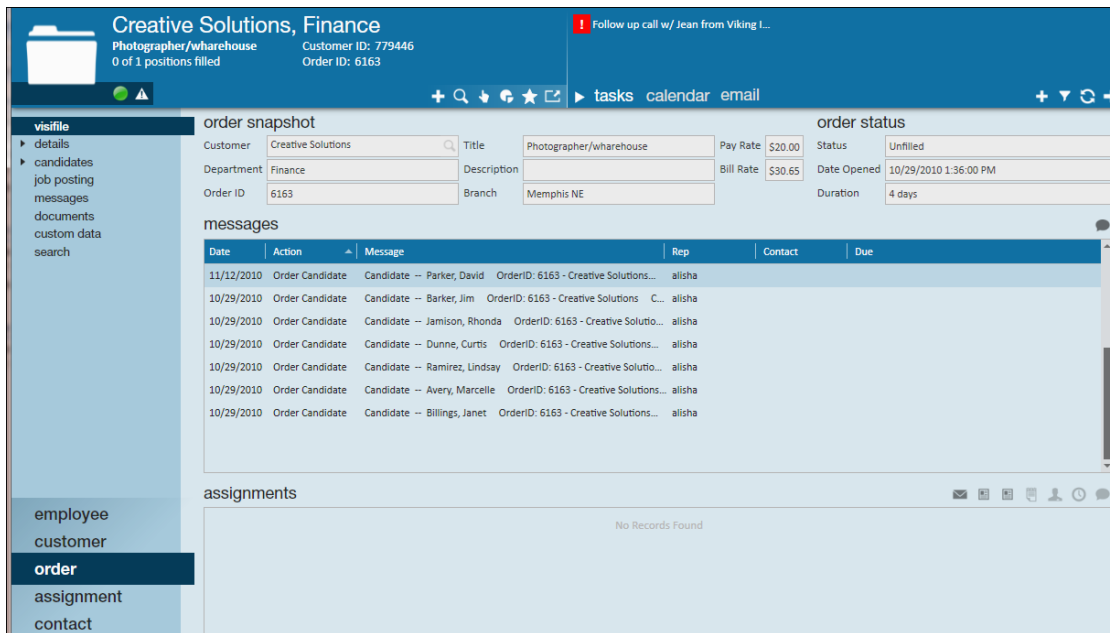 Creative Solutions, Finance
Photographer/wharehouse Customer ID: 779446
0 of 1 positions filled Order ID: 6163
! Follow up call w/ Jean from Viking I...
tasks calendar email
visifile
details
candidates
job posting
messages
documents
custom data
search
employee
customer
order
assignment
contact
order snapshot
Customer Creative Solutions Title Photographer/wharehouse Pay Rate $20.00
Department Finance Description Bill Rate $30.65
Order ID 6163 Branch Memphis NE
order status
Status Unfilled
Date Opened 10/29/2010 1:36:00 PM
Duration 4 days
messages
Date Action Message Rep Contact Due
11/12/2010 Order Candidate Candidate -- Parker, David OrderID: 6163 - Creative Solutions... alisha
10/29/2010 Order Candidate Candidate -- Barker, Jim OrderID: 6163 - Creative Solutions C... alisha
10/29/2010 Order Candidate Candidate -- Jamison, Rhonda OrderID: 6163 - Creative Solutio... alisha
10/29/2010 Order Candidate Candidate -- Dunne, Curtis OrderID: 6163 - Creative Solutions... alisha
10/29/2010 Order Candidate Candidate -- Ramirez, Lindsay OrderID: 6163 - Creative Solutio... alisha
10/29/2010 Order Candidate Candidate -- Avery, Marcelle OrderID: 6163 - Creative Solutions... alisha
10/29/2010 Order Candidate Candidate -- Billings, Janet OrderID: 6163 - Creative Solutions... alisha
assignments
No Records Found